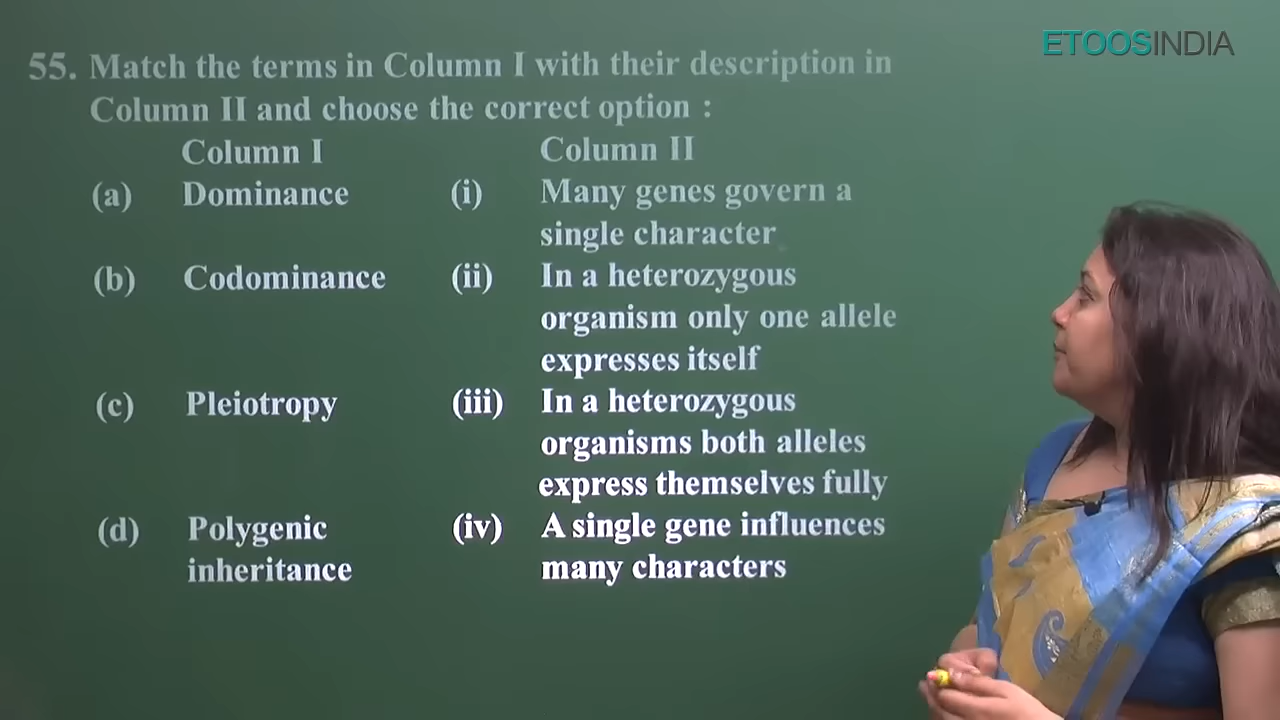 ETOOSINDIA
55. Match the terms in Column I with their description in
Column II and choose the correct option :
Column I Column II
(a) Dominance (i) Many genes govern a
single character
(b) Codominance (ii) In a heterozygous
organism only one allele
expresses itself
(c) Pleiotropy (iii) In a heterozygous
organisms both alleles
express themselves fully
(d) Polygenic (iv) A single gene influences
inheritance many characters